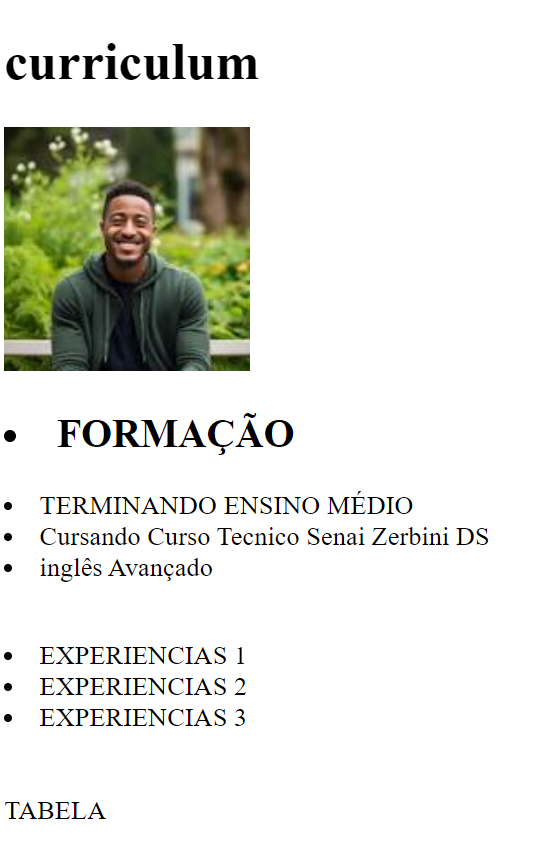 curriculum
FORMAÇÃO
TERMINANDO ENSINO MÉDIO
Cursando Curso Tecnico Senai Zerbini DS
inglês Avançado
EXPERIENCIAS 1
EXPERIENCIAS 2
EXPERIENCIAS 3
TABELA